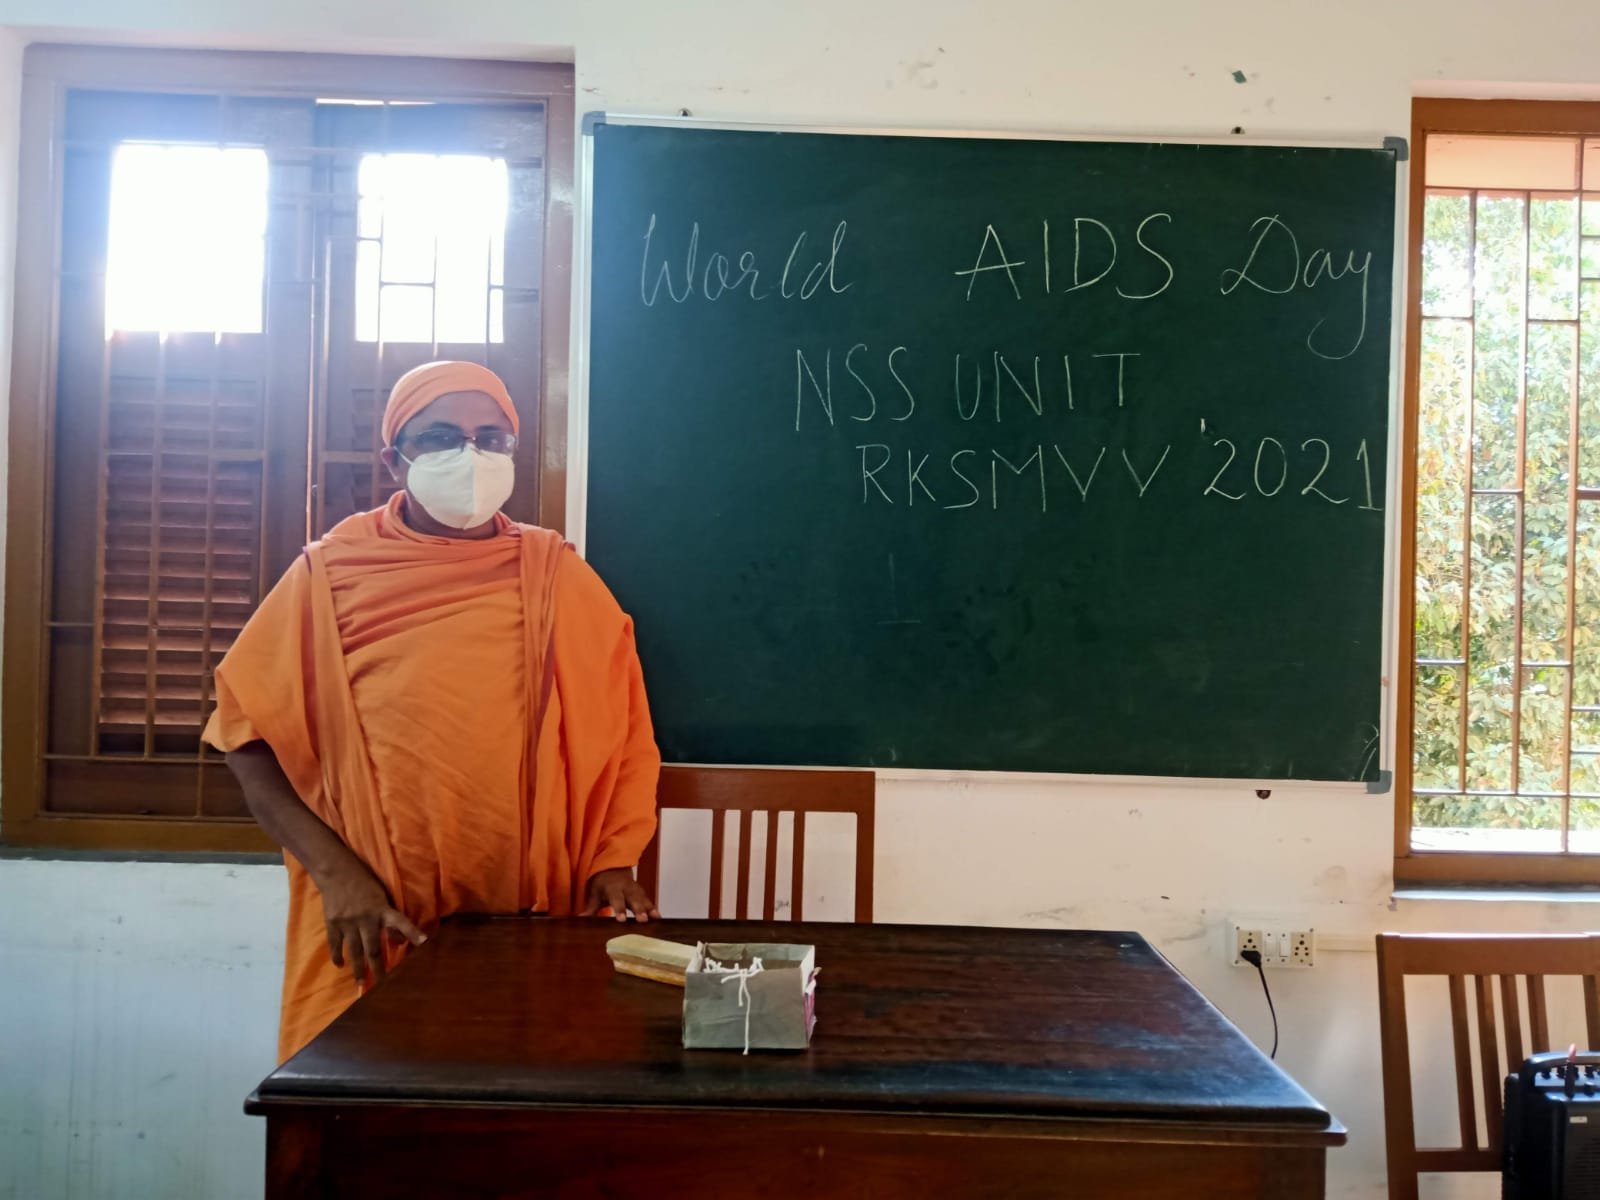 World AIDS Day
NSS UNIT
RKSMVV '2021